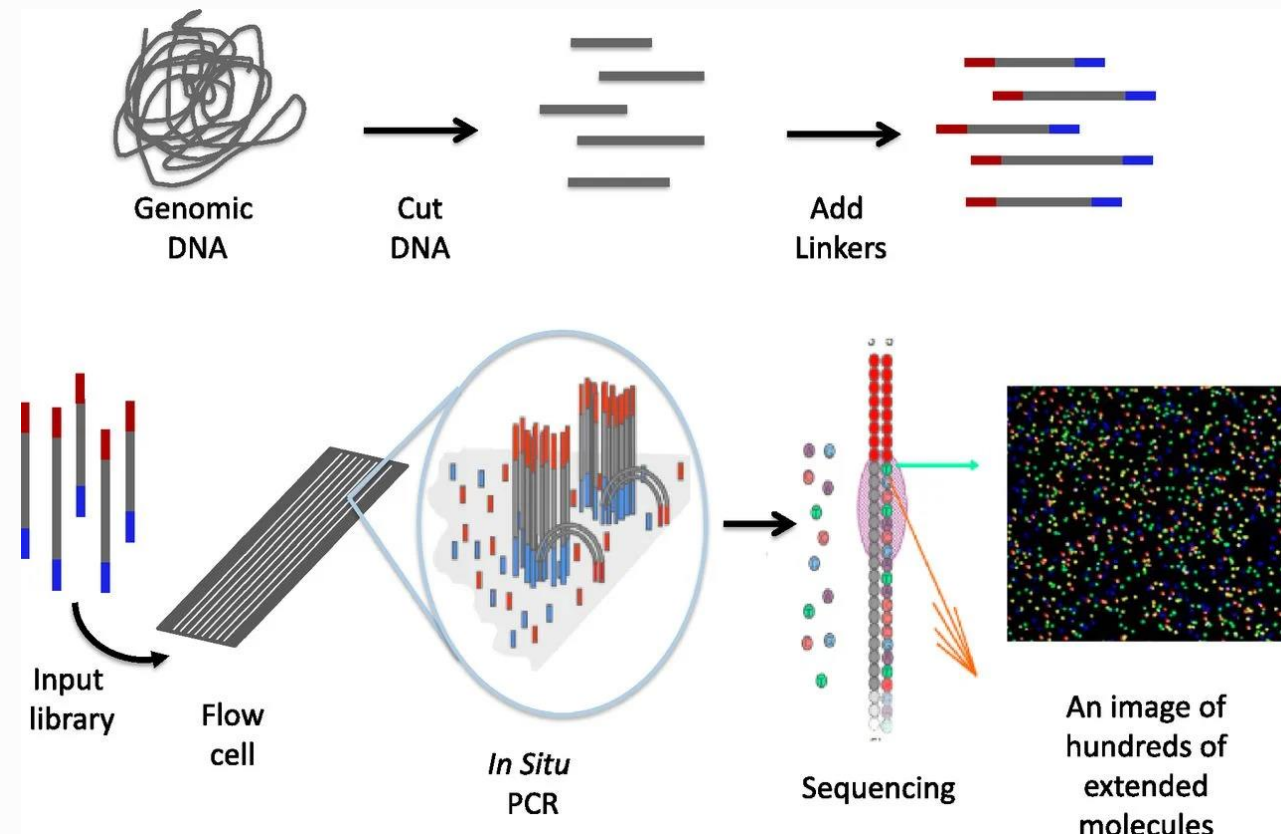 Genomic
DNA
Cut
DNA
Add
Linkers
Input
library
Flow
cell
In Situ
PCR
Sequencing
An image of
hundreds of
extended
molecules